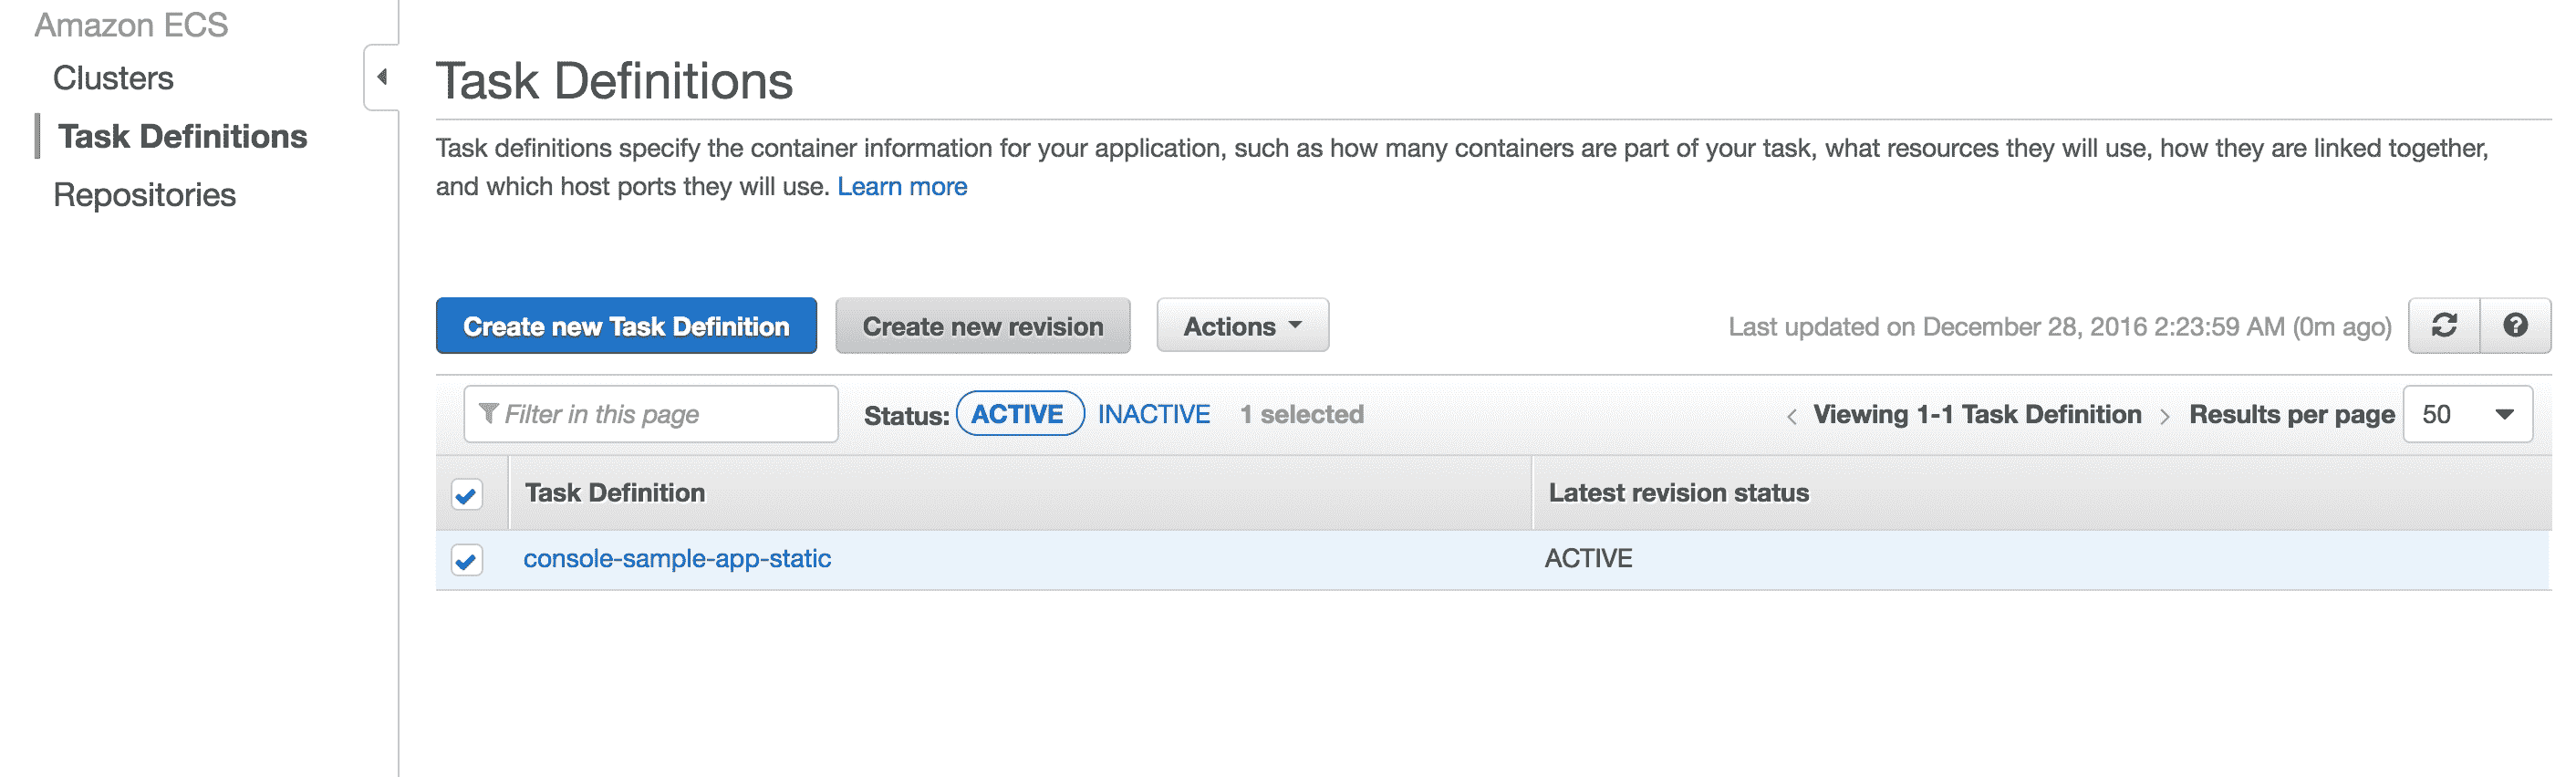 Amazon ECS
Clusters
Task Definitions
Repositories
Task Definitions
Task definitions specify the container information for your application, such as how many containers are part of your task, what resources they will use, how they are linked together,
and which host ports they will use. Learn more
Create new Task Definition Create new revision Actions Last updated on December 28, 2016 2:23:59 AM (0m ago)
Filter in this page Status: ACTIVE INACTIVE 1 selected < Viewing 1-1 Task Definition > Results per page 50
Task Definition Latest revision status
console-sample-app-static ACTIVE